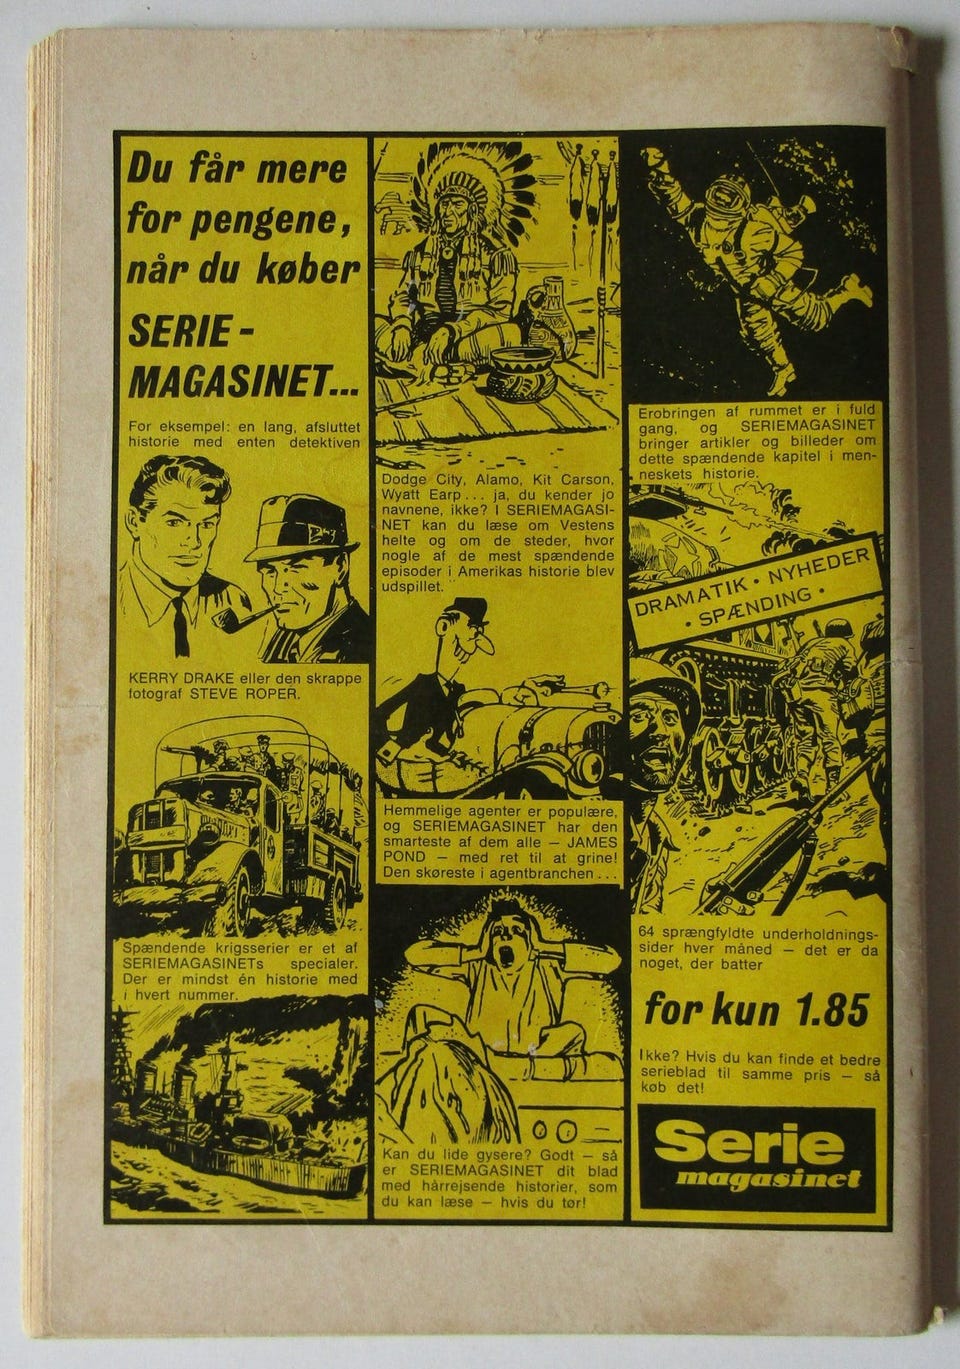 Du får mere
for pengene,
når du køber
SERIE-
MAGASINET...
For eksempel: en lang, afsluttet
historie med enten detektiven
KERRY DRAKE eller den skrappe
fotograf STEVE ROPER.
Spændende krigsserier er et af
SERIEMAGASINETs specialer.
Der er mindst én historie med
i hvert nummer.
Dodge City, Alamo, Kit Carson,
Wyatt Earp... ja, du kender jo
navnene, ikke? I SERIEMAGASI-
NET kan du læse om Vestens
helte og om de steder, hvor
nogle af de mest spændende
episoder i Amerikas historie blev
udspillet.
Hemmelige agenter er populære,
og SERIEMAGASINET har den
smarteste af dem alle — JAMES
POND — med ret til at grine!
Den skøreste i agentbranchen...
Kan du lide gysere? Godt — så
er SERIEMAGASINET dit blad
med hårrejsende historier, som
du kan læse — hvis du tør!
Erobringen af rummet er i fuld
gang, og SERIEMAGASINET
bringer artikler og billeder om
dette spændende kapitel i men-
neskets historie.
DRAMATIK · NYHEDER
· SPÆNDING ·
64 sprængfyldte underholdnings-
sider hver måned — det er da
noget, der batter
for kun 1.85
Ikke? Hvis du kan finde et bedre
serieblad til samme pris — så
køb det!
Serie
magasinet